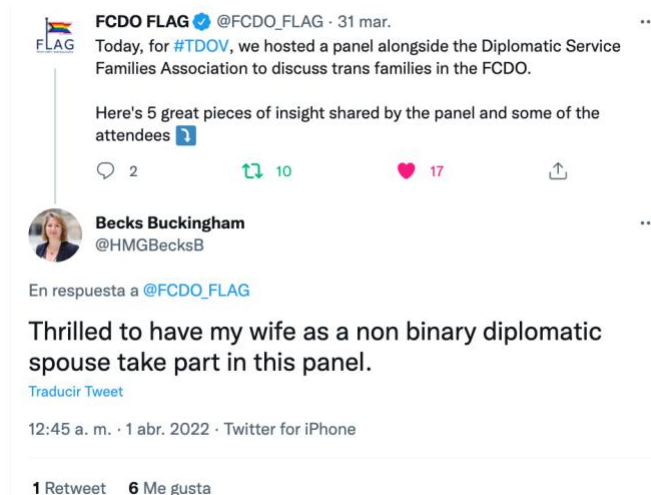 FCDO FLAG @FCDO_FLAG · 31 mar.
FLAG
Today, for #TDOV, we hosted a panel alongside the Diplomatic Service
Families Association to discuss trans families in the FCDO.
Here's 5 great pieces of insight shared by the panel and some of the
attendees ⤵️
2 10 17
Becks Buckingham
@HMGBecksB
En respuesta a @FCDO_FLAG
Thrilled to have my wife as a non binary diplomatic
spouse take part in this panel.
Traducir Tweet
12:45 a. m. · 1 abr. 2022 · Twitter for iPhone
1 Retweet 6 Me gusta